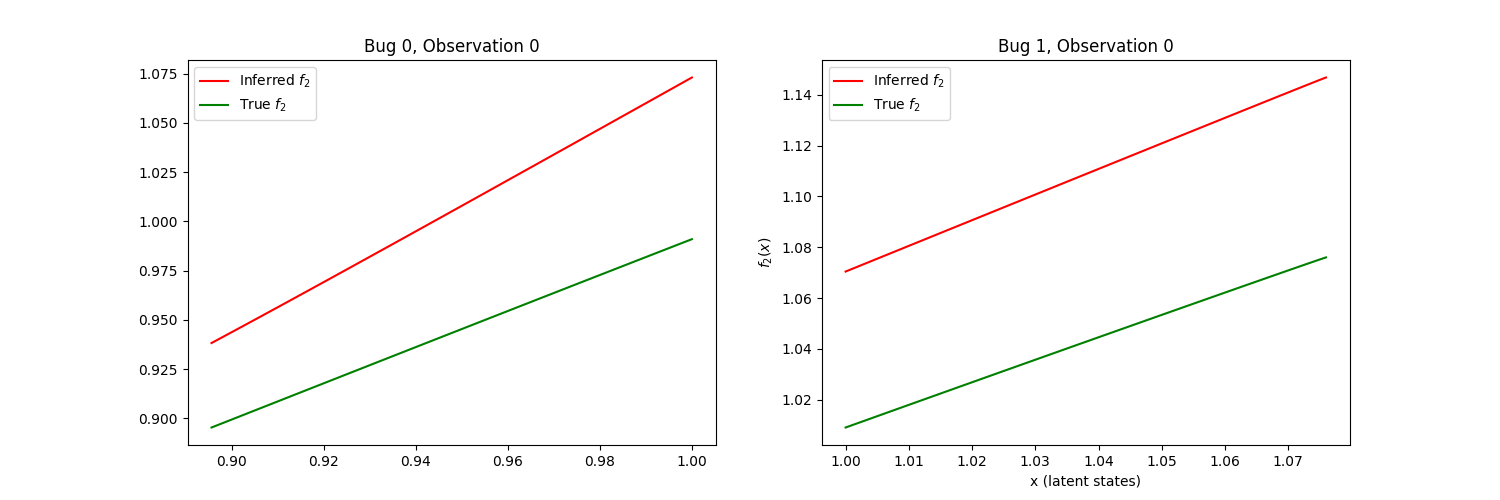 Bug 0, Observation 0
Inferred f₂
True f₂
1.075
1.050
1.025
1.000
0.975
0.950
0.925
0.900
0.90 0.92 0.94 0.96 0.98 1.00
Bug 1, Observation 0
Inferred f₂
True f₂
f₂(x)
1.14
1.12
1.10
1.08
1.06
1.04
1.02
1.00 1.01 1.02 1.03 1.04 1.05 1.06 1.07
x (latent states)